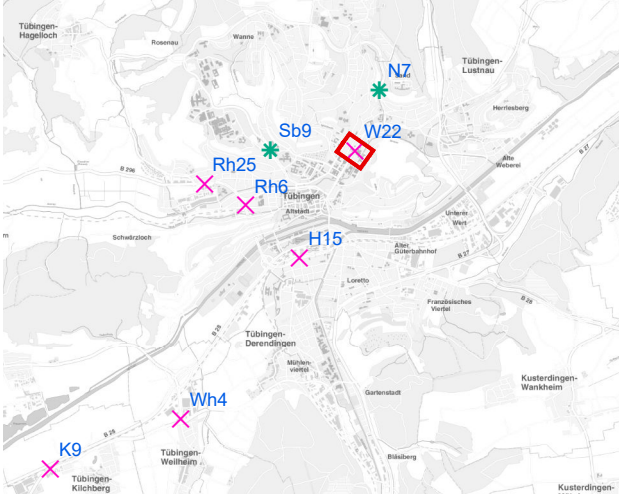 Tübingen-
Hagelloch
Rosenau
Wanne
Tübingen-
Lustnau
N7
Sand
Herrlesberg
Sb9
W22
B 27
Alte
Weberei
B 296
Rh25
Rh6
Tübingen
Altstadt
Unterer
Wert
Schwärzloch
H15
Alter
Güterbahnhof
B 27
Loretto
B 28
Französisches
Viertel
B 28
Tübingen-
Derendingen
Mühlen-
viertel
Kusterdingen-
Wankheim
Gartenstadt
Wh4
B 28
K9
Tübingen-
Weilheim
Bläsiberg
Tübingen-
Kilchberg
Kusterdingen-